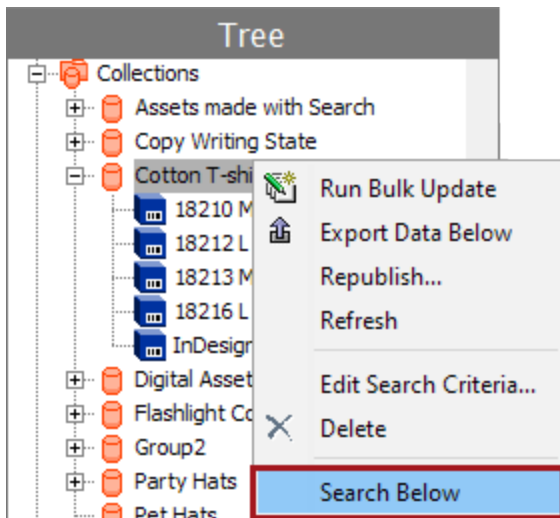 Tree
Collections
Assets made with Search
Copy Writing State
Cotton T-shi
18210 M
18212 L
18213 M
18216 L
InDesign
Digital Asset
Flashlight Co
Group2
Party Hats
Pet Hats
Run Bulk Update
Export Data Below
Republish...
Refresh
Edit Search Criteria...
Delete
Search Below